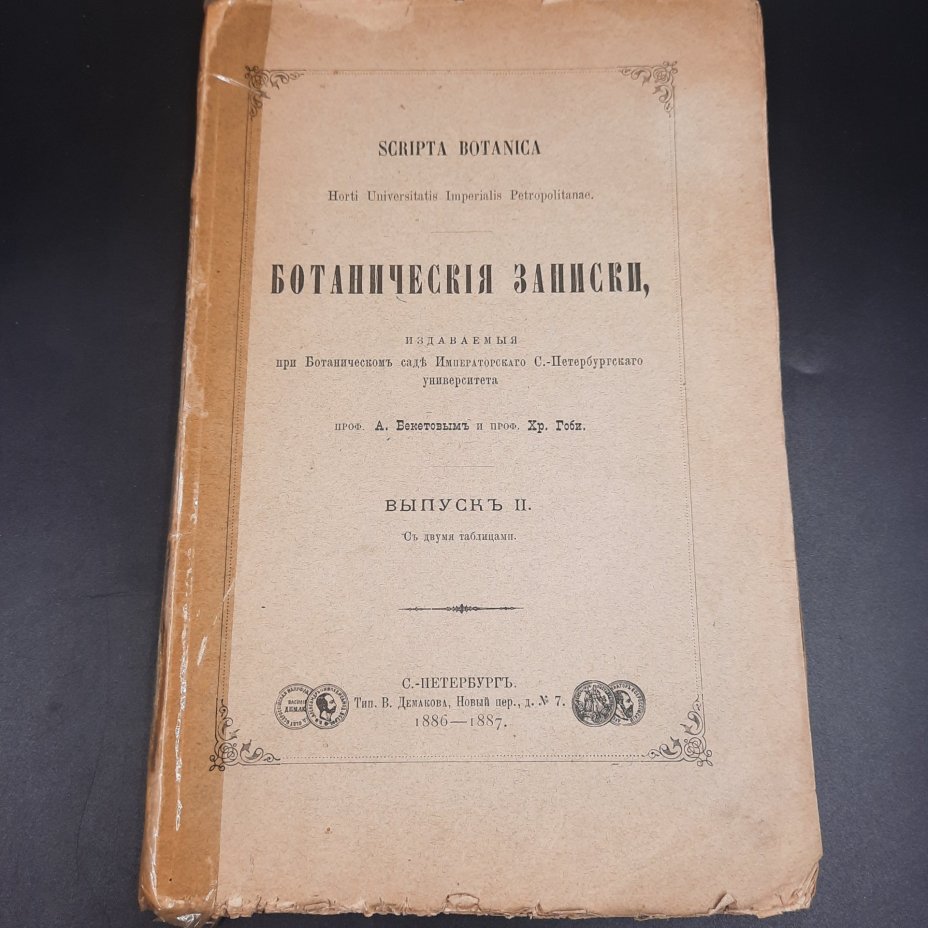 SCRIPTA BOTANICA
Horti Universitatis Imperialis Petropolitanae.
БОТАНИЧЕСКІЯ ЗАПИСКИ,
ИЗДАВАЕМЫЯ
при Ботаническомъ садѣ Императорскаго С.-Петербургскаго
университета
ПРОФ. А. Бекетовымъ И ПРОФ. Хр. Гоби.
ВЫПУСКЪ II.
Съ двумя таблицами.
С.-ПЕТЕРБУРГЪ.
Тип. В. Демакова, Новый пер., д. № 7.
1886—1887.